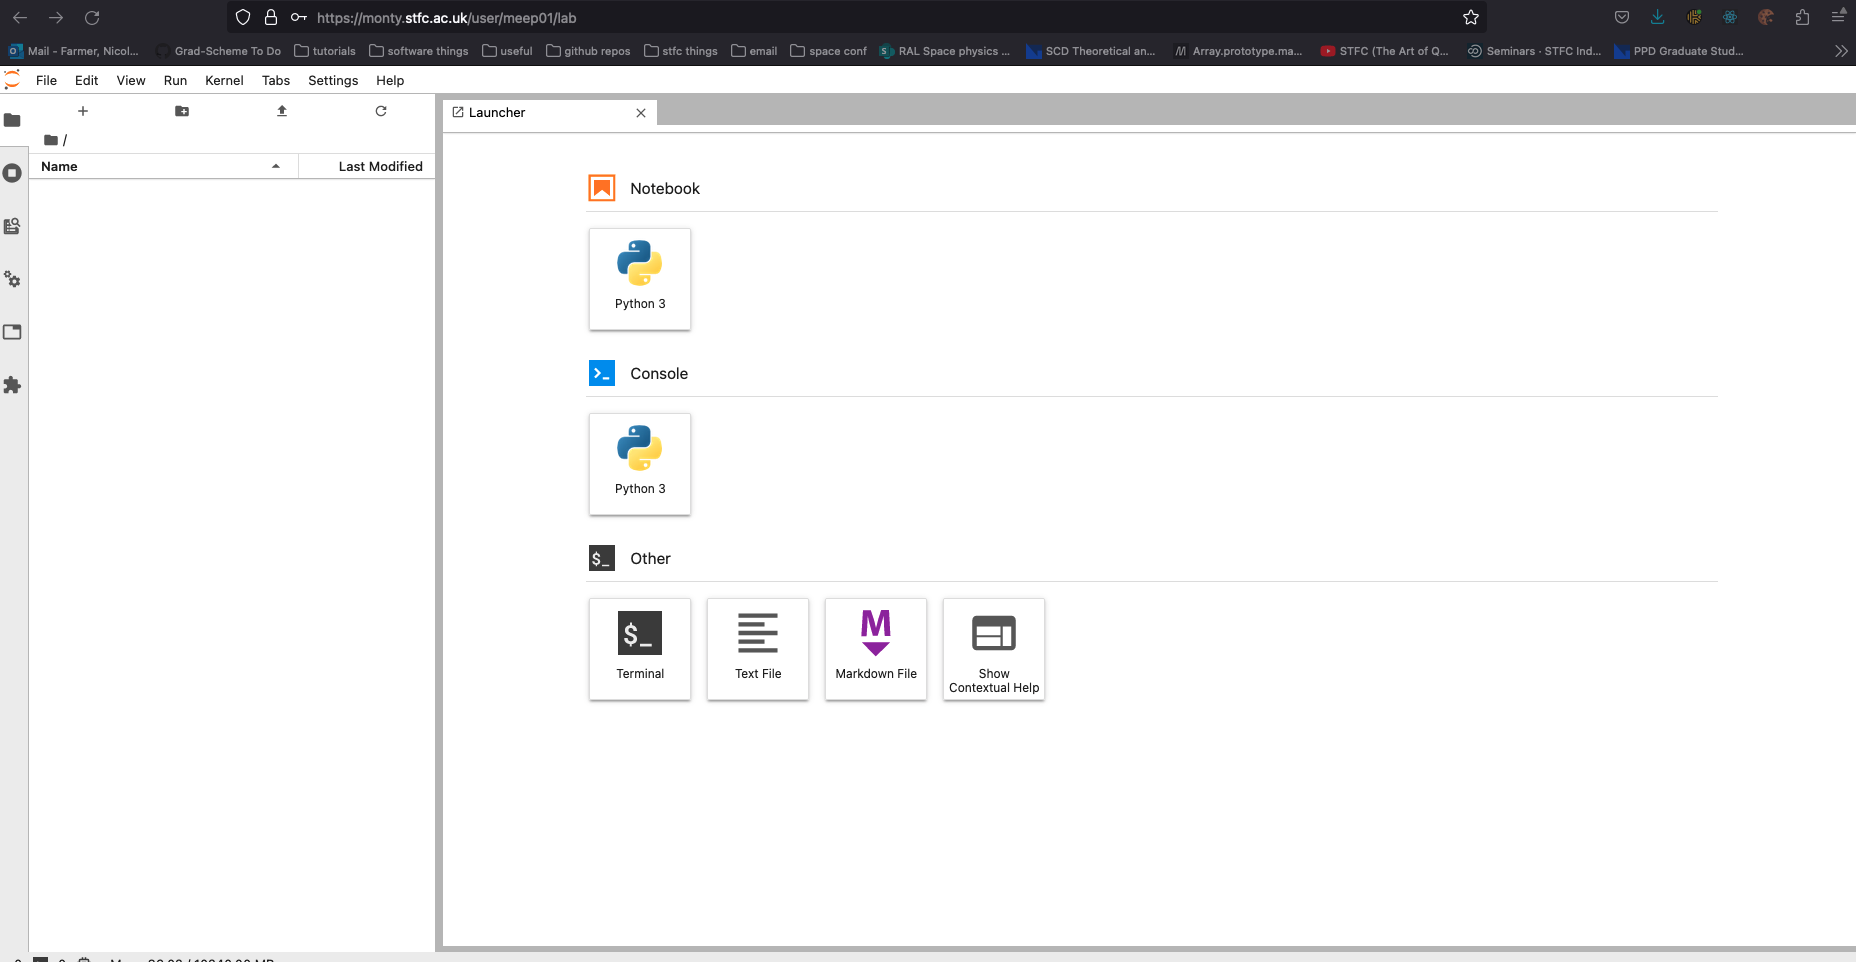 https://monty.stfc.ac.uk/user/meep01/lab
Mail - Farmer, Nicol... Grad-Scheme To Do tutorials software things useful github repos stfc things email space conf RAL Space physics ... SCD Theoretical an... Array.prototype.ma... STFC (The Art of Q... Seminars · STFC Ind... PPD Graduate Stud...
File Edit View Run Kernel Tabs Settings Help
Launcher
/
Name Last Modified
Notebook
Python 3
Console
Python 3
$_ Other
$_
Terminal Text File Markdown File Show
Contextual Help